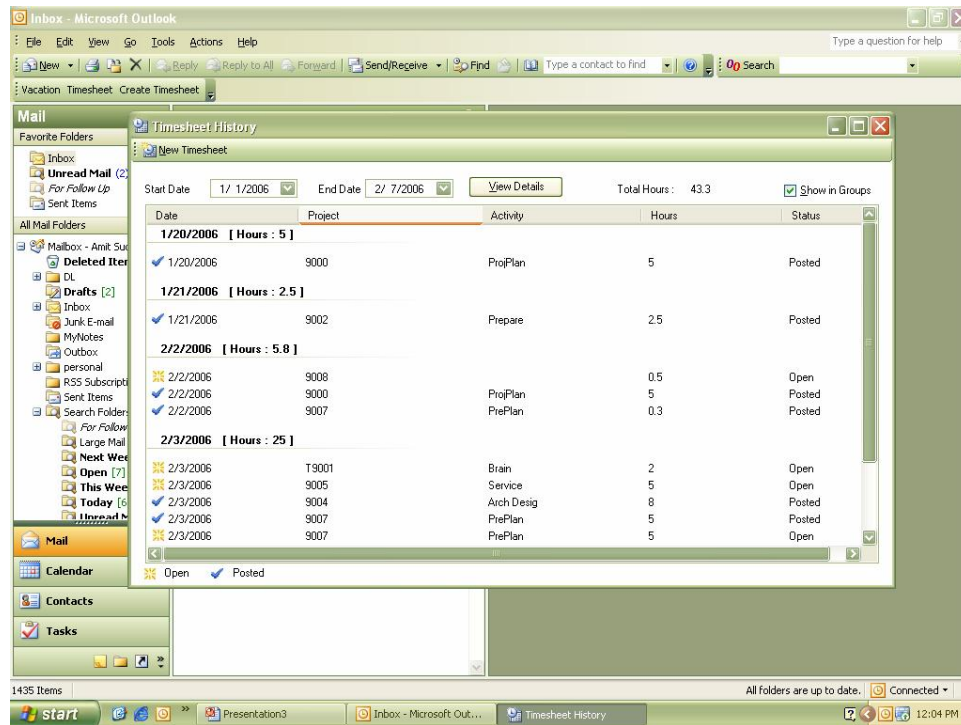 Inbox - Microsoft Outlook
File Edit View Go Tools Actions Help
Type a question for help
New Reply Reply to All Forward Send/Receive Find Type a contact to find Search
Vacation Timesheet Create Timesheet
Mail
Favorite Folders
Inbox
Unread Mail (2)
For Follow Up
Sent Items
All Mail Folders
Mailbox - Amit Sud
Deleted Iter
DL
Drafts [2]
Inbox
Junk E-mail
MyNotes
Outbox
personal
RSS Subscripti
Sent Items
Search Folder
For Follow
Large Mail
Next Wee
Open [7]
This Wee
Today [6
Unread M
Mail
Calendar
Contacts
Tasks
Timesheet History
New Timesheet
Start Date 1/ 1/2006 End Date 2/ 7/2006 View Details Total Hours : 43.3 Show in Groups
Date Project Activity Hours Status
1/20/2006 [ Hours : 5 ]
1/20/2006 9000 ProjPlan 5 Posted
1/21/2006 [ Hours : 2.5 ]
1/21/2006 9002 Prepare 2.5 Posted
2/2/2006 [ Hours : 5.8 ]
2/2/2006 9008 0.5 Open
2/2/2006 9000 ProjPlan 5 Posted
2/2/2006 9007 PrePlan 0.3 Posted
2/3/2006 [ Hours : 25 ]
2/3/2006 T9001 Brain 2 Open
2/3/2006 9005 Service 5 Open
2/3/2006 9004 Arch Desig 8 Posted
2/3/2006 9007 PrePlan 5 Posted
2/3/2006 9007 PrePlan 5 Open
Open Posted
1435 Items
All folders are up to date. Connected
start Presentation3 Inbox - Microsoft Out... Timesheet History 12:04 PM